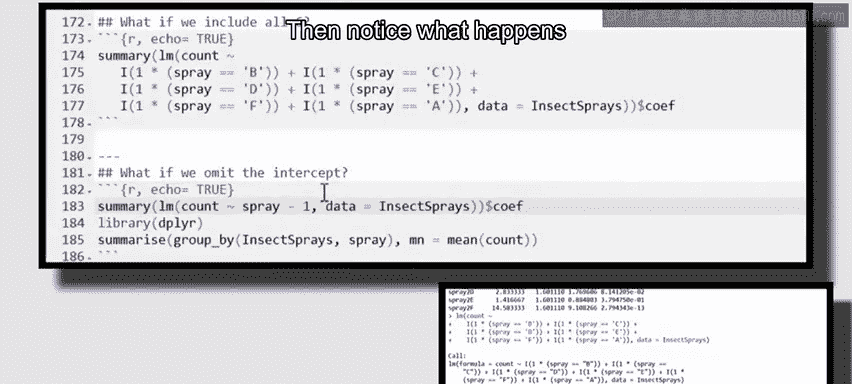 Then notice what happens
172. ## What if we include all 6?
173. ```{r, echo= TRUE}
174 summary(lm(count ~
175 I(1 * (spray == 'B')) + I(1 * (spray == 'C')) +
176 I(1 * (spray == 'D')) + I(1 * (spray == 'E')) +
177 I(1 * (spray == 'F')) + I(1 * (spray == 'A')), data = InsectSprays))$coef
178. ```
179
180. ---
181. ## What if we omit the intercept?
182. ```{r, echo= TRUE}
183 summary(lm(count ~ spray - 1, data = InsectSprays))$coef
184 library(dplyr)
185 summarise(group_by(InsectSprays, spray), mn = mean(count))
186. ```
spray2D 2.833333 1.601110 1.769606 8.141205e-02
spray2E 1.416667 1.601110 0.884803 3.794750e-01
spray2F 14.583333 1.601110 9.108266 2.794343e-13
> lm(count ~
+ I(1 * (spray == "B")) + I(1 * (spray == "C")) +
+ I(1 * (spray == "D")) + I(1 * (spray == "E")) +
+ I(1 * (spray == "F")) + I(1 * (spray == "A")), data = InsectSprays)
Call:
lm(formula = count ~ I(1 * (spray == "B")) + I(1 * (spray ==
"C")) + I(1 * (spray == "D")) + I(1 * (spray == "E")) + I(1 *
(spray == "F")) + I(1 * (spray == "A")), data = InsectSprays)